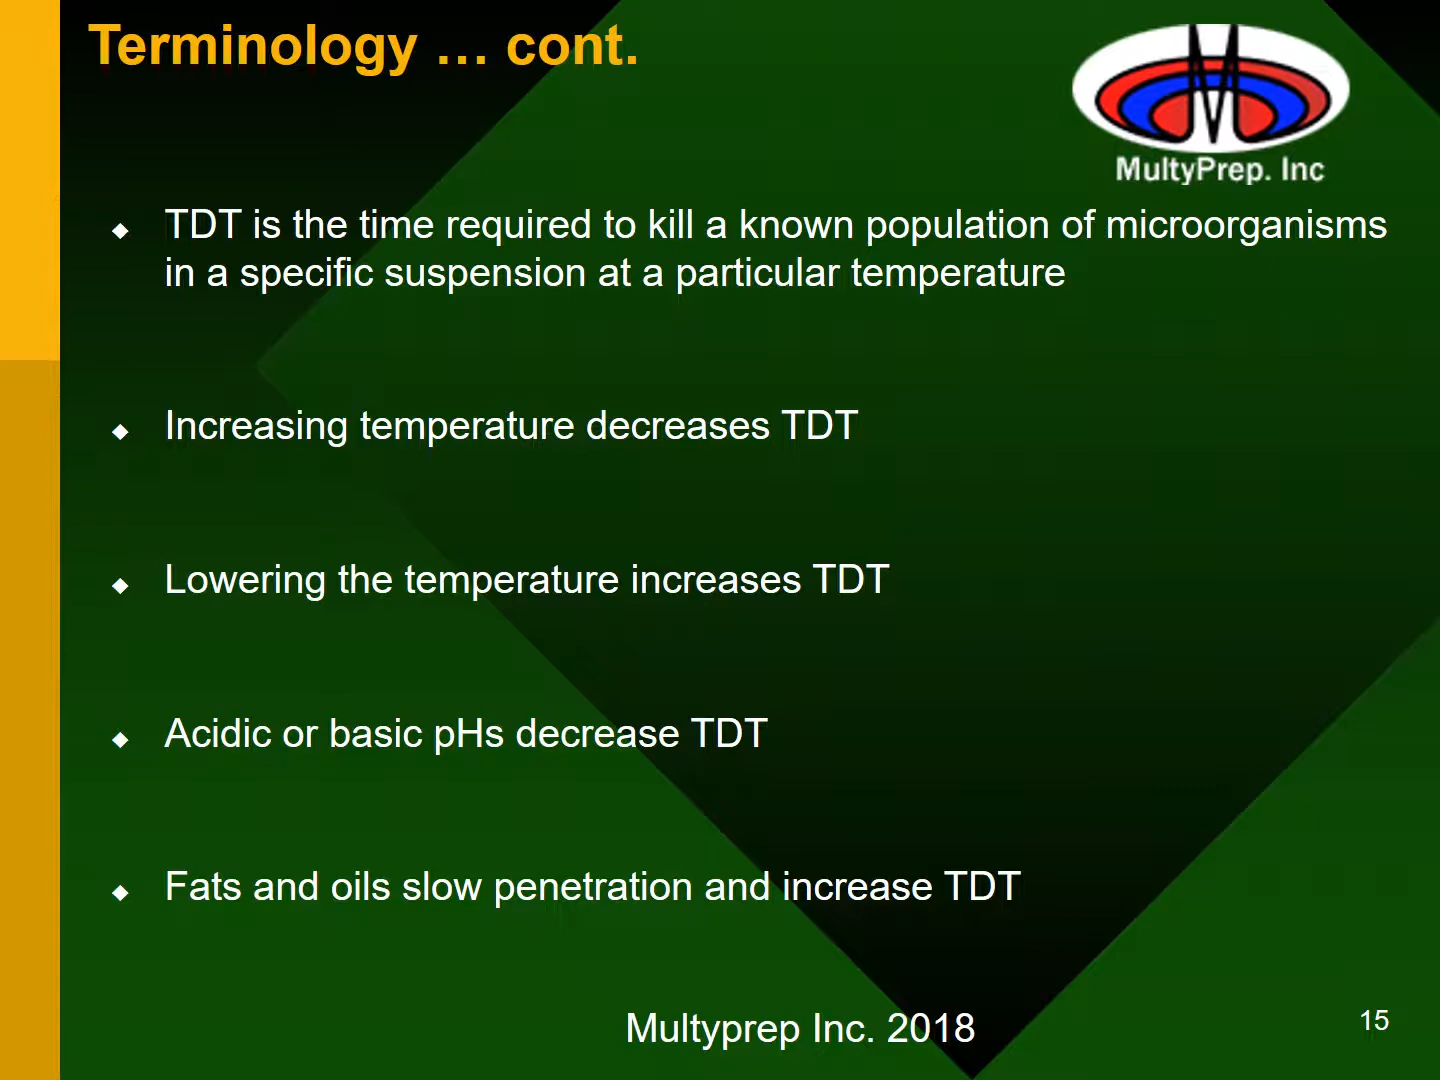 Terminology … cont.
MultyPrep. Inc
TDT is the time required to kill a known population of microorganisms
in a specific suspension at a particular temperature
Increasing temperature decreases TDT
Lowering the temperature increases TDT
Acidic or basic pHs decrease TDT
Fats and oils slow penetration and increase TDT
Multyprep Inc. 2018
15